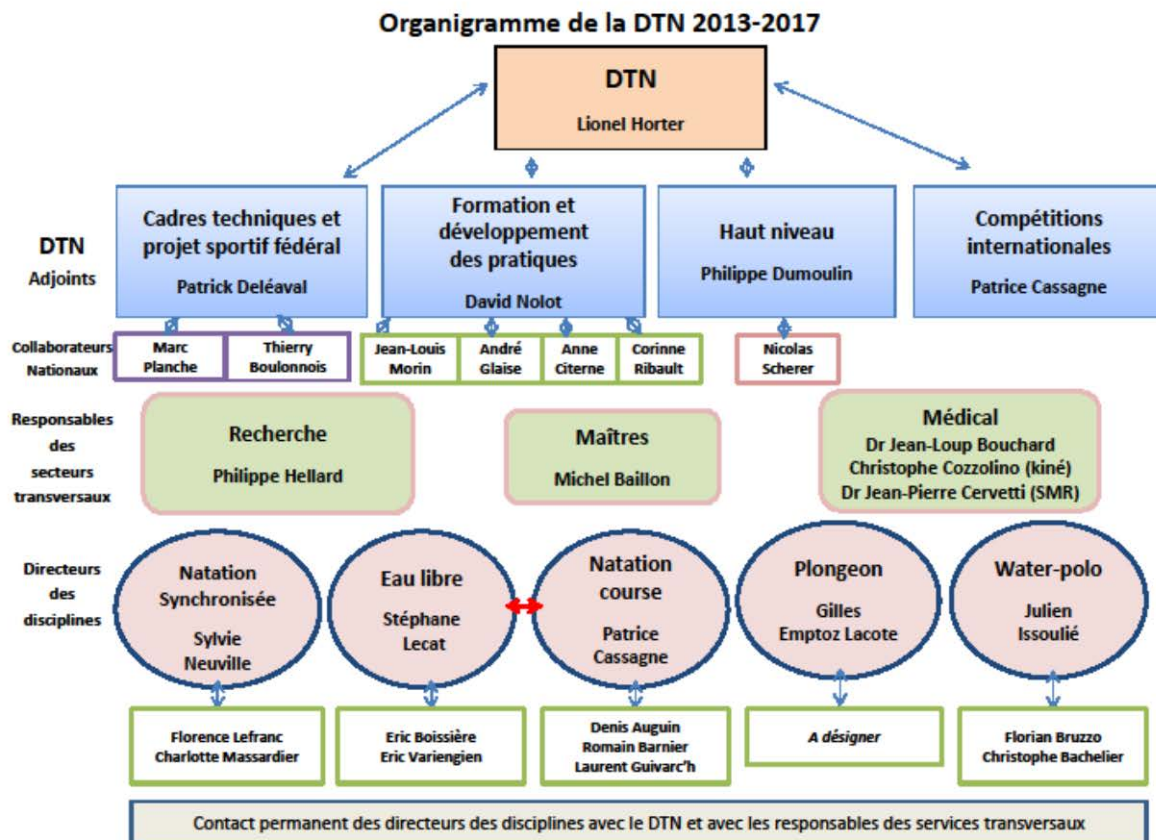 Organigramme de la DTN 2013-2017
DTN
Lionel Horter
DTN
Adjoints
Cadres techniques et
projet sportif fédéral
Patrick Deléaval
Formation et
développement
des pratiques
David Nolot
Haut niveau
Philippe Dumoulin
Compétitions
internationales
Patrice Cassagne
Collaborateurs
Nationaux
Marc
Planche
Thierry
Boulonnois
Jean-Louis
Morin
André
Glaise
Anne
Citerne
Corinne
Ribault
Nicolas
Scherer
Responsables
des
secteurs
transversaux
Recherche
Philippe Hellard
Maîtres
Michel Baillon
Médical
Dr Jean-Loup Bouchard
Christophe Cozzolino (kiné)
Dr Jean-Pierre Cervetti (SMR)
Directeurs
des
disciplines
Natation
Synchronisée
Sylvie
Neuville
Eau libre
Stéphane
Lecat
Natation
course
Patrice
Cassagne
Plongeon
Gilles
Emptoz Lacote
Water-polo
Julien
Issoulié
Florence Lefranc
Charlotte Massardier
Eric Boissière
Eric Variengien
Denis Auguin
Romain Barnier
Laurent Guivarc'h
A désigner
Florian Bruzzo
Christophe Bachelier
Contact permanent des directeurs des disciplines avec le DTN et avec les responsables des services transversaux